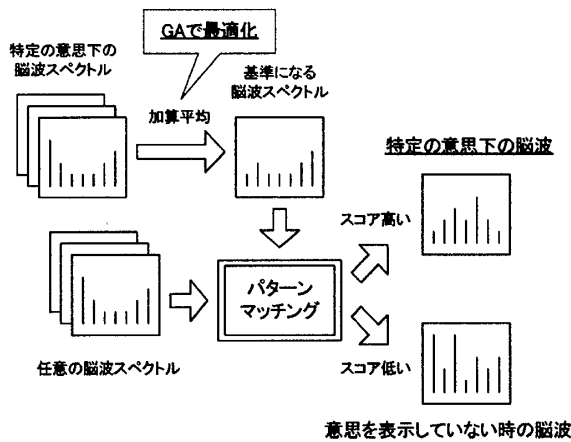 GAで最適化
特定の意思下の
脳波スペクトル
加算平均
基準になる
脳波スペクトル
特定の意思下の脳波
スコア高い
パターン
マッチング
スコア低い
任意の脳波スペクトル
意思を表示していない時の脳波